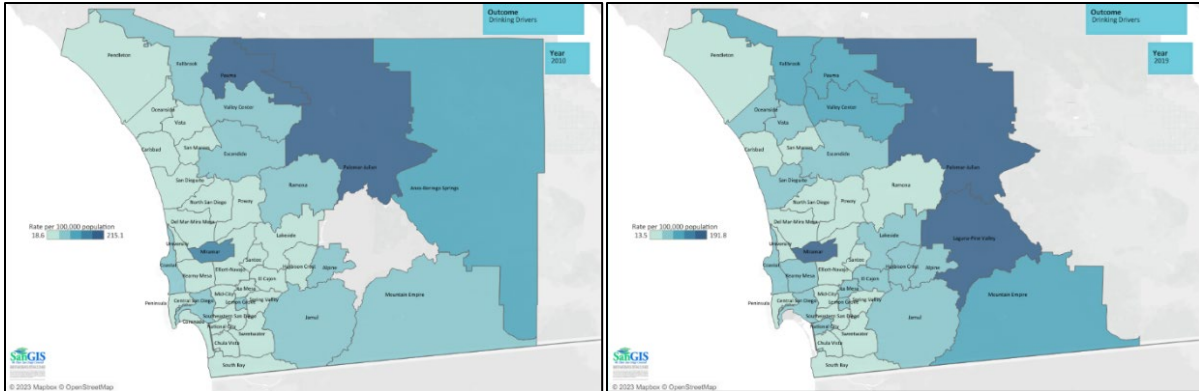 Outcome
Drinking Drivers
Year
2010
Pendleton
Fallbrook
Pauma
Valley Center
Oceanside
Vista
San Marcos
Carlsbad
Escondido
Palomar-Julian
Anza-Borrego Springs
San Dieguito
Ramona
North San Diego
Poway
Del Mar-Mira Mesa
Rate per 100,000 population
18.6
215.1
University
Miramar
Lakeside
Santee
Coastal
Kearny Mesa
Elliott-Navajo
Harbison Crest
Alpine
El Cajon
Mid-City
La Mesa
Peninsula
Central San Diego
Lemon Grove
Spring Valley
Mountain Empire
Southeastern San Diego
Jamul
Coronado
National City
Sweetwater
Chula Vista
South Bay
SanGIS
© 2023 Mapbox © OpenStreetMap
Outcome
Drinking Drivers
Year
2019
Pendleton
Fallbrook
Pauma
Valley Center
Oceanside
Vista
San Marcos
Carlsbad
Escondido
Palomar-Julian
San Dieguito
Ramona
North San Diego
Poway
Del Mar-Mira Mesa
Rate per 100,000 population
13.5
191.8
University
Miramar
Lakeside
Laguna-Pine Valley
Santee
Coastal
Kearny Mesa
Elliott-Navajo
Harbison Crest
Alpine
El Cajon
Mid-City
La Mesa
Peninsula
Central San Diego
Lemon Grove
Spring Valley
Mountain Empire
Southeastern San Diego
Jamul
National City
Sweetwater
Chula Vista
South Bay
SanGIS
© 2023 Mapbox © OpenStreetMap